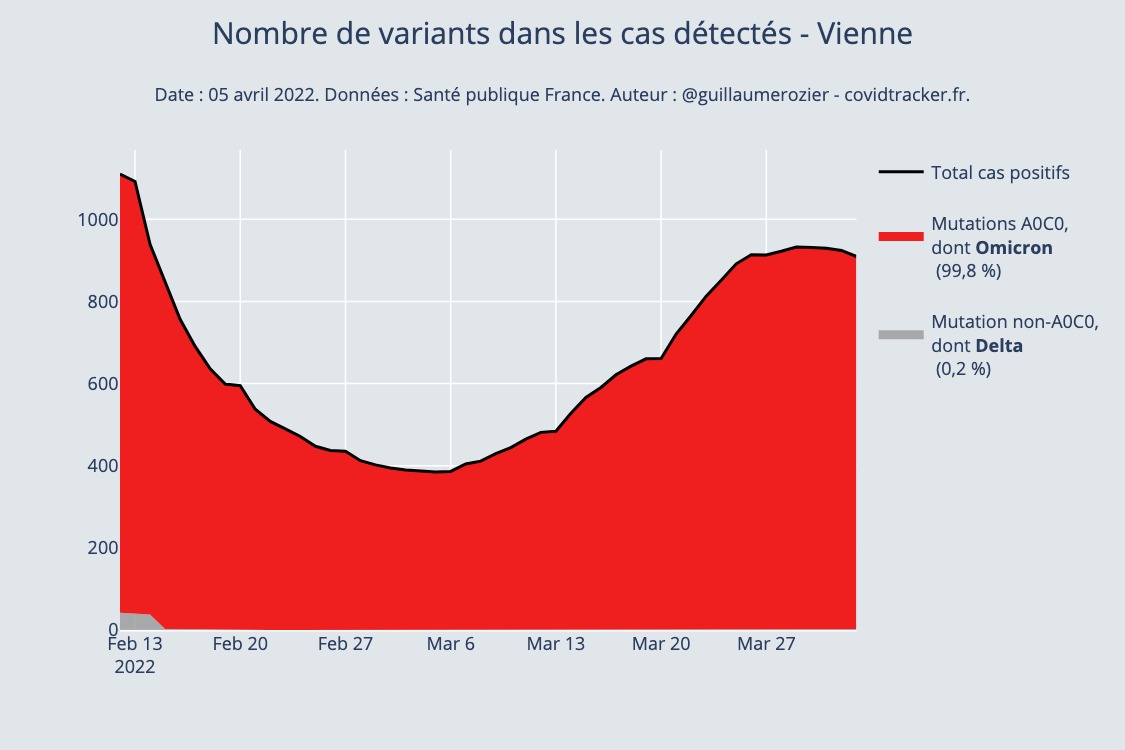 Nombre de variants dans les cas détectés - Vienne
Date : 05 avril 2022. Données : Santé publique France. Auteur : @guillaumerozier - covidtracker.fr.
1000
800
600
400
200
0
Feb 13
2022
Feb 20
Feb 27
Mar 6
Mar 13
Mar 20
Mar 27
Total cas positifs
Mutations A0C0,
dont Omicron
(99,8 %)
Mutation non-A0C0,
dont Delta
(0,2 %)